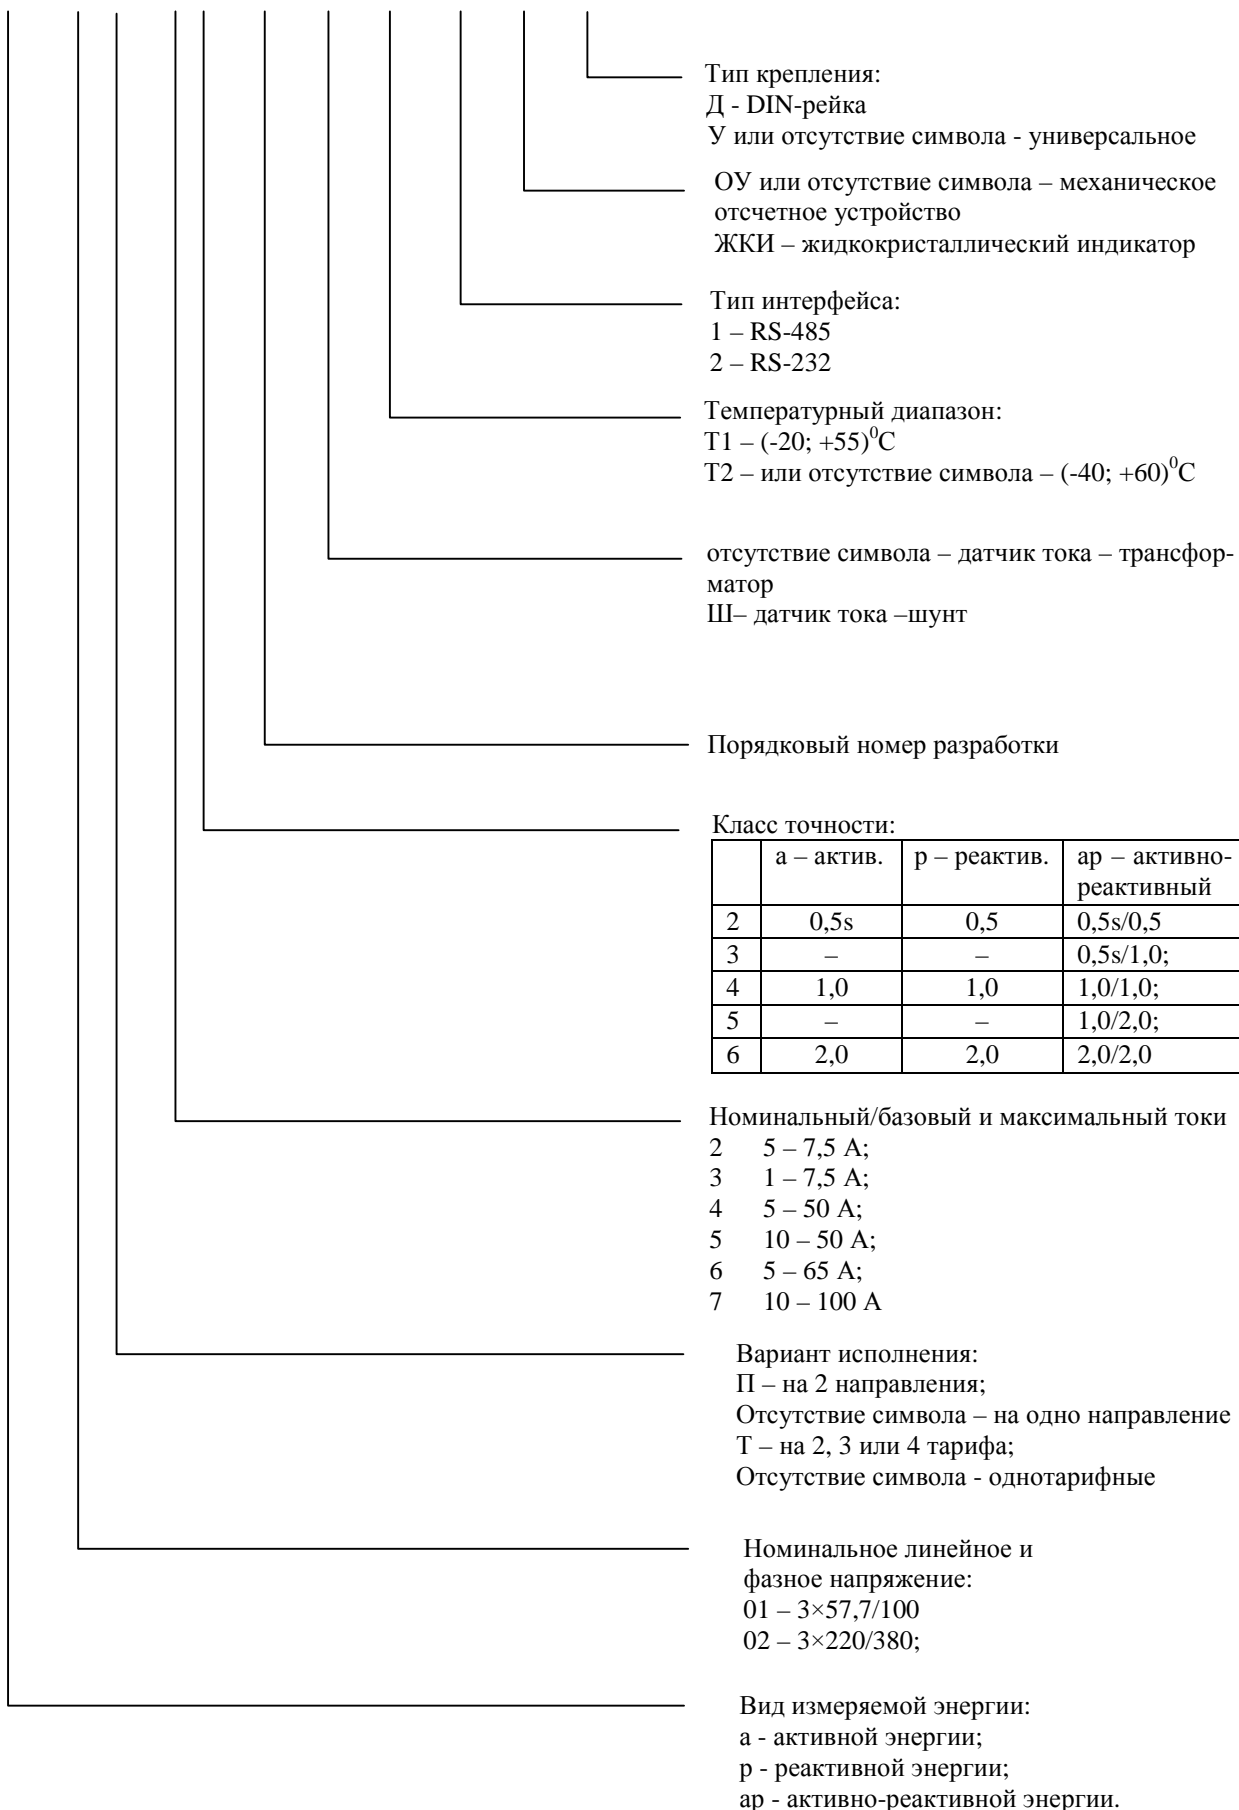 Тип крепления:
Д - DIN-рейка
У или отсутствие символа - универсальное
ОУ или отсутствие символа – механическое
отсчетное устройство
ЖКИ – жидкокристаллический индикатор
Тип интерфейса:
1 – RS-485
2 – RS-232
Температурный диапазон:
Т1 – (-20; +55)⁰С
Т2 – или отсутствие символа – (-40; +60)⁰С
отсутствие символа – датчик тока – трансфор-
матор
Ш– датчик тока –шунт
Порядковый номер разработки
Класс точности:
а – актив. р – реактив. ар – активно-
реактивный
2 0,5s 0,5 0,5s/0,5
3 – – 0,5s/1,0;
4 1,0 1,0 1,0/1,0;
5 – – 1,0/2,0;
6 2,0 2,0 2,0/2,0
Номинальный/базовый и максимальный токи
2 5 – 7,5 А;
3 1 – 7,5 А;
4 5 – 50 А;
5 10 – 50 А;
6 5 – 65 А;
7 10 – 100 А
Вариант исполнения:
П – на 2 направления;
Отсутствие символа – на одно направление
Т – на 2, 3 или 4 тарифа;
Отсутствие символа - однотарифные
Номинальное линейное и
фазное напряжение:
01 – 3×57,7/100
02 – 3×220/380;
Вид измеряемой энергии:
а - активной энергии;
р - реактивной энергии;
ар - активно-реактивной энергии.